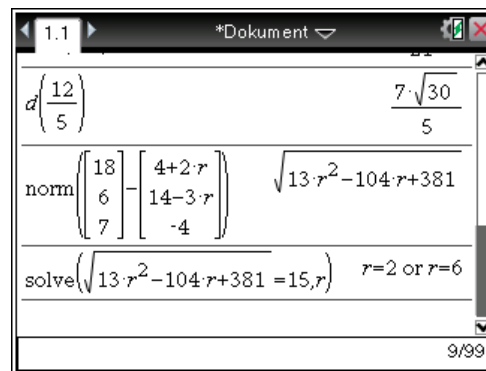 1.1 *Dokument
d(12/5) 7·√30/5
norm([18 6 7]-[4+2·r 14-3·r -4]) √13·r²-104·r+381
solve(√13·r²-104·r+381=15,r) r=2 or r=6
9/99